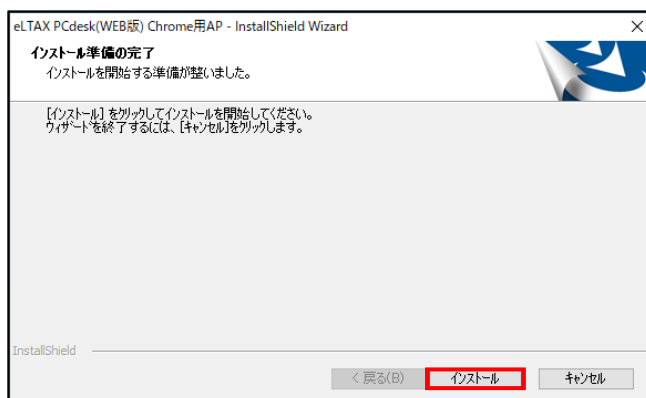 eLTAX PCdesk(WEB版) Chrome用AP - InstallShield Wizard
インストール準備の完了
インストールを開始する準備が整いました。
[インストール] をクリックしてインストールを開始してください。
ウィザードを終了するには、[キャンセル]をクリックします。
InstallShield
< 戻る(B)
インストール
キャンセル